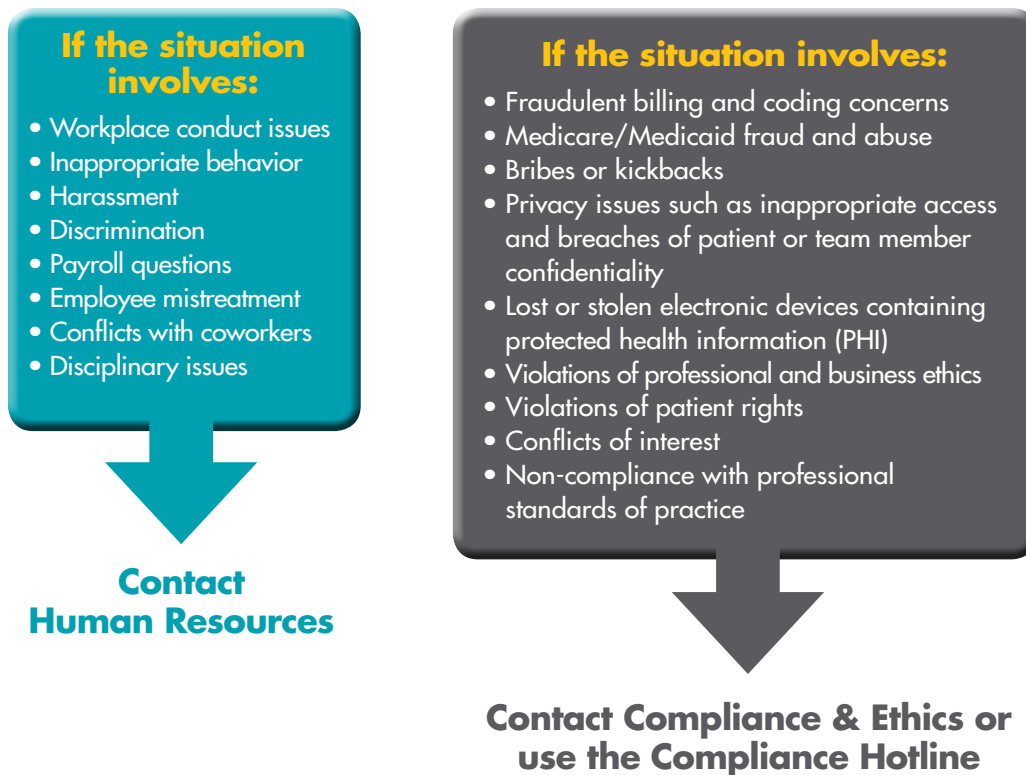 If the situation
involves:
• Workplace conduct issues
• Inappropriate behavior
• Harassment
• Discrimination
• Payroll questions
• Employee mistreatment
• Conflicts with coworkers
• Disciplinary issues
Contact
Human Resources
If the situation involves:
• Fraudulent billing and coding concerns
• Medicare/Medicaid fraud and abuse
• Bribes or kickbacks
• Privacy issues such as inappropriate access
and breaches of patient or team member
confidentiality
• Lost or stolen electronic devices containing
protected health information (PHI)
• Violations of professional and business ethics
• Violations of patient rights
• Conflicts of interest
• Non-compliance with professional
standards of practice
Contact Compliance & Ethics or
use the Compliance Hotline